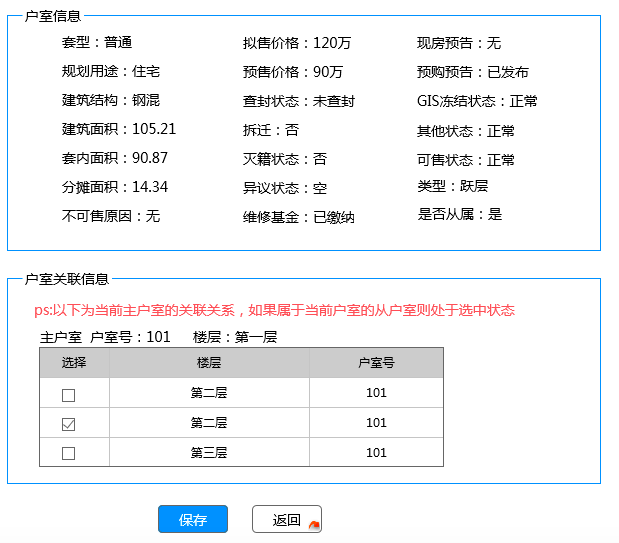 户室信息
套型：普通 拟售价格：120万 现房预告：无
规划用途：住宅 预售价格：90万 预购预告：已发布
建筑结构：钢混 查封状态：未查封 GIS冻结状态：正常
建筑面积：105.21 拆迁：否 其他状态：正常
套内面积：90.87 灭籍状态：否 可售状态：正常
分摊面积：14.34 异议状态：空 类型：跃层
不可售原因：无 维修基金：已缴纳 是否从属：是
户室关联信息
ps:以下为当前主户室的关联关系，如果属于当前户室的从户室则处于选中状态
主户室 户室号：101 楼层：第一层
选择 楼层 户室号
第二层 101
第二层 101
第三层 101
保存 返回